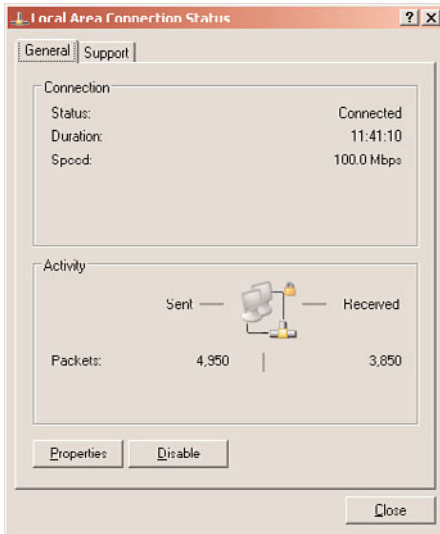 Local Area Connection Status
General Support
Connection
Status: Connected
Duration: 11:41:10
Speed: 100.0 Mbps
Activity
Sent Received
Packets: 4,950 3,850
Properties Disable
Close